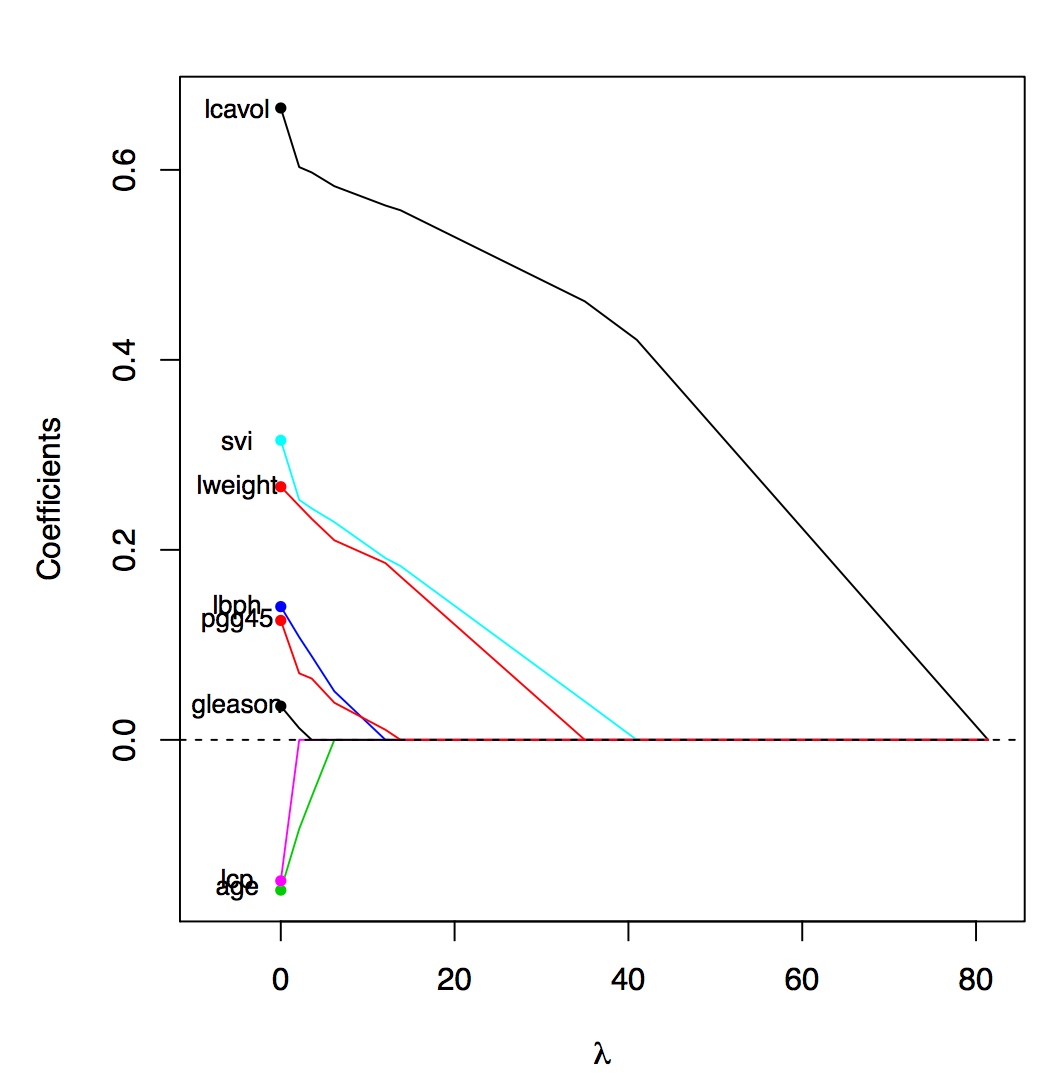 lcavol
0.6
0.4
Coefficients
svi
lweight
0.2
lbph
pgg45
gleason
0.0
lcp
age
0 20 40 60 80
λ